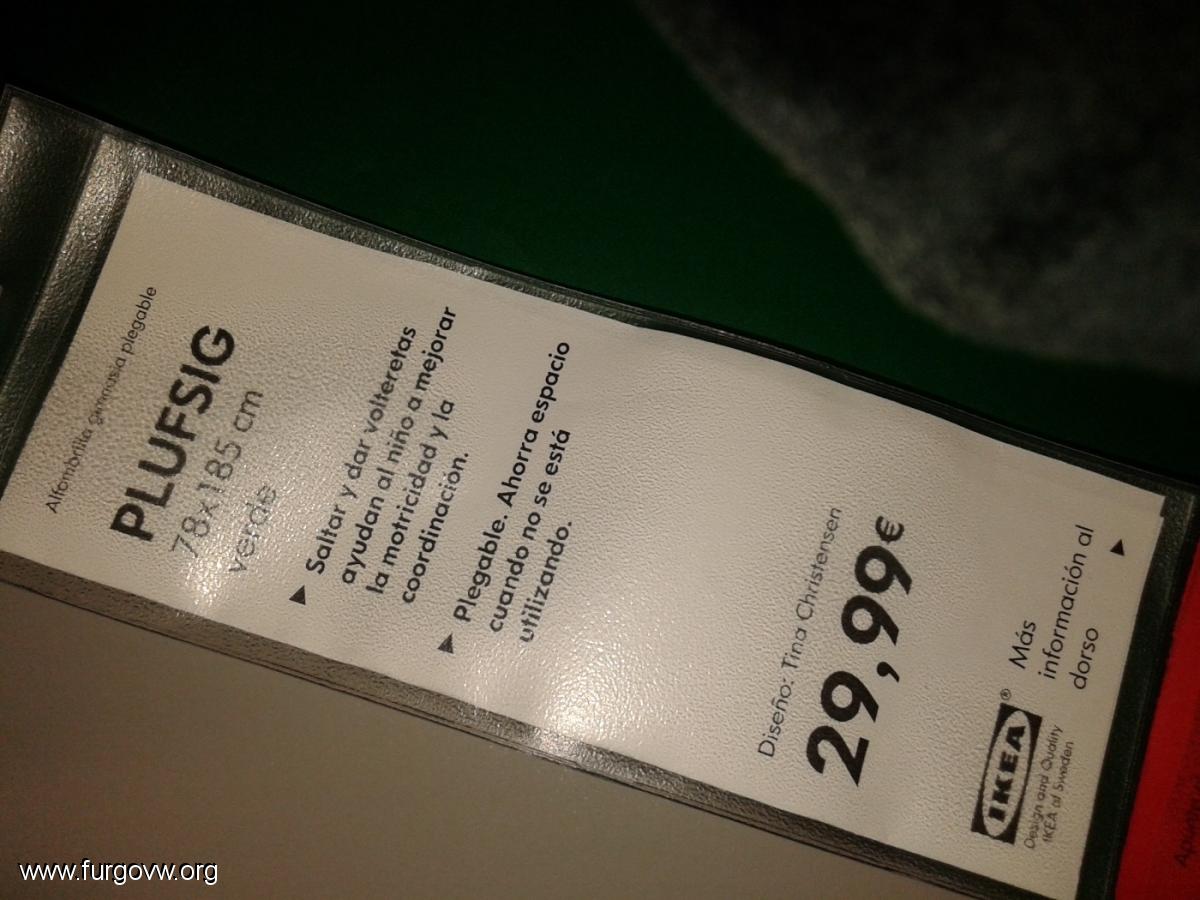 Alfombrilla gimnasia plegable
PLUFSIG
78x185 cm
verde
▶ Saltar y dar volteretas
ayudan al niño a mejorar
la motricidad y la
coordinación.
▶ Plegable. Ahorra espacio
cuando no se está
utilizando.
Diseño: Tina Christensen
29,99€
IKEA®
Design and Quality
IKEA of Sweden
Más
información al
dorso
www.furgovw.org